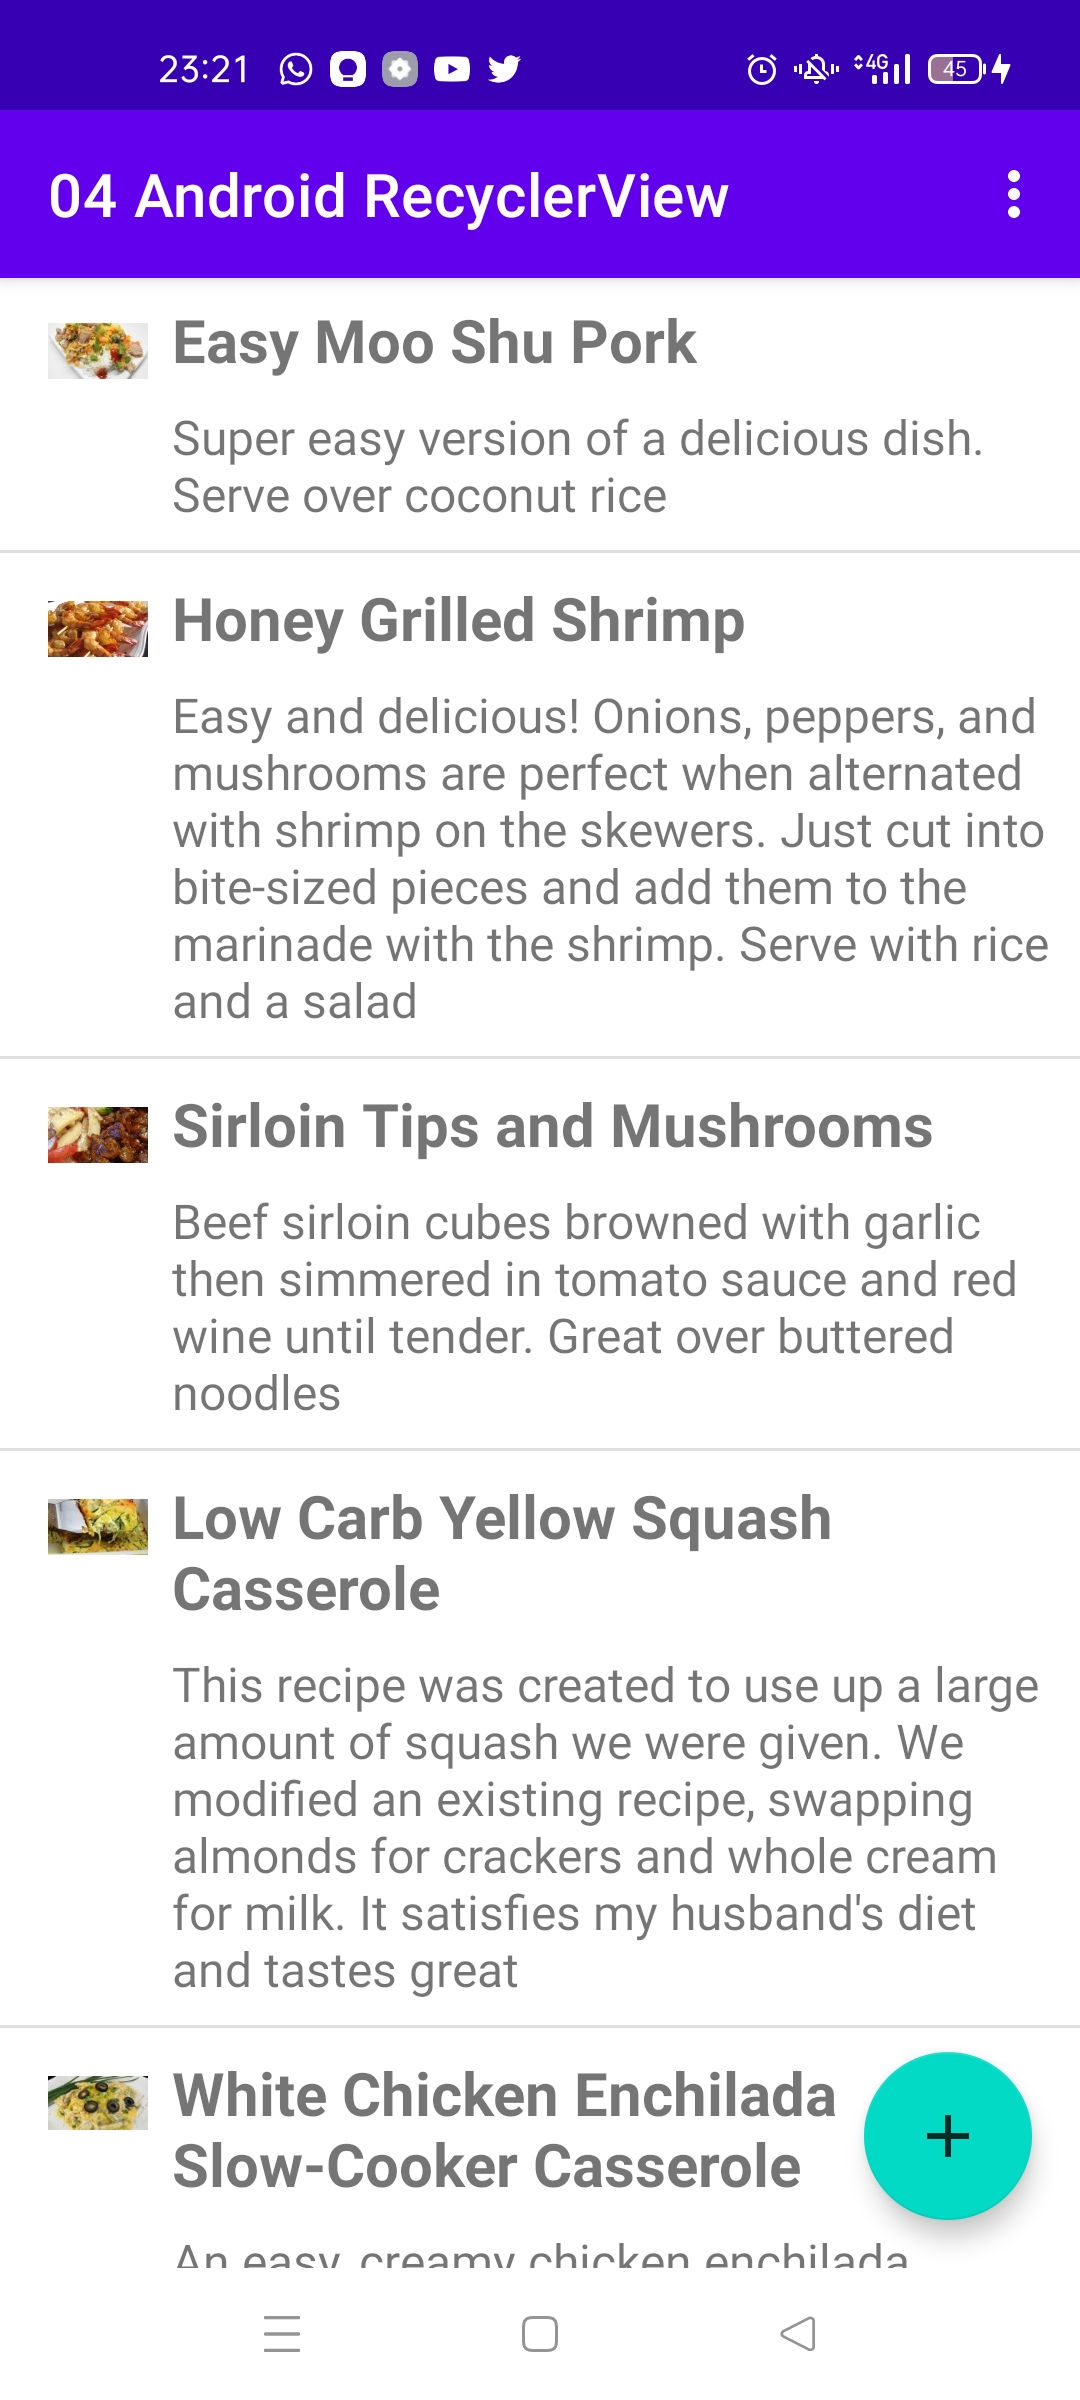 23:21
4G
45
04 Android RecyclerView
Easy Moo Shu Pork
Super easy version of a delicious dish.
Serve over coconut rice
Honey Grilled Shrimp
Easy and delicious! Onions, peppers, and
mushrooms are perfect when alternated
with shrimp on the skewers. Just cut into
bite-sized pieces and add them to the
marinade with the shrimp. Serve with rice
and a salad
Sirloin Tips and Mushrooms
Beef sirloin cubes browned with garlic
then simmered in tomato sauce and red
wine until tender. Great over buttered
noodles
Low Carb Yellow Squash
Casserole
This recipe was created to use up a large
amount of squash we were given. We
modified an existing recipe, swapping
almonds for crackers and whole cream
for milk. It satisfies my husband's diet
and tastes great
White Chicken Enchilada
Slow-Cooker Casserole
An easy, creamy chicken enchilada